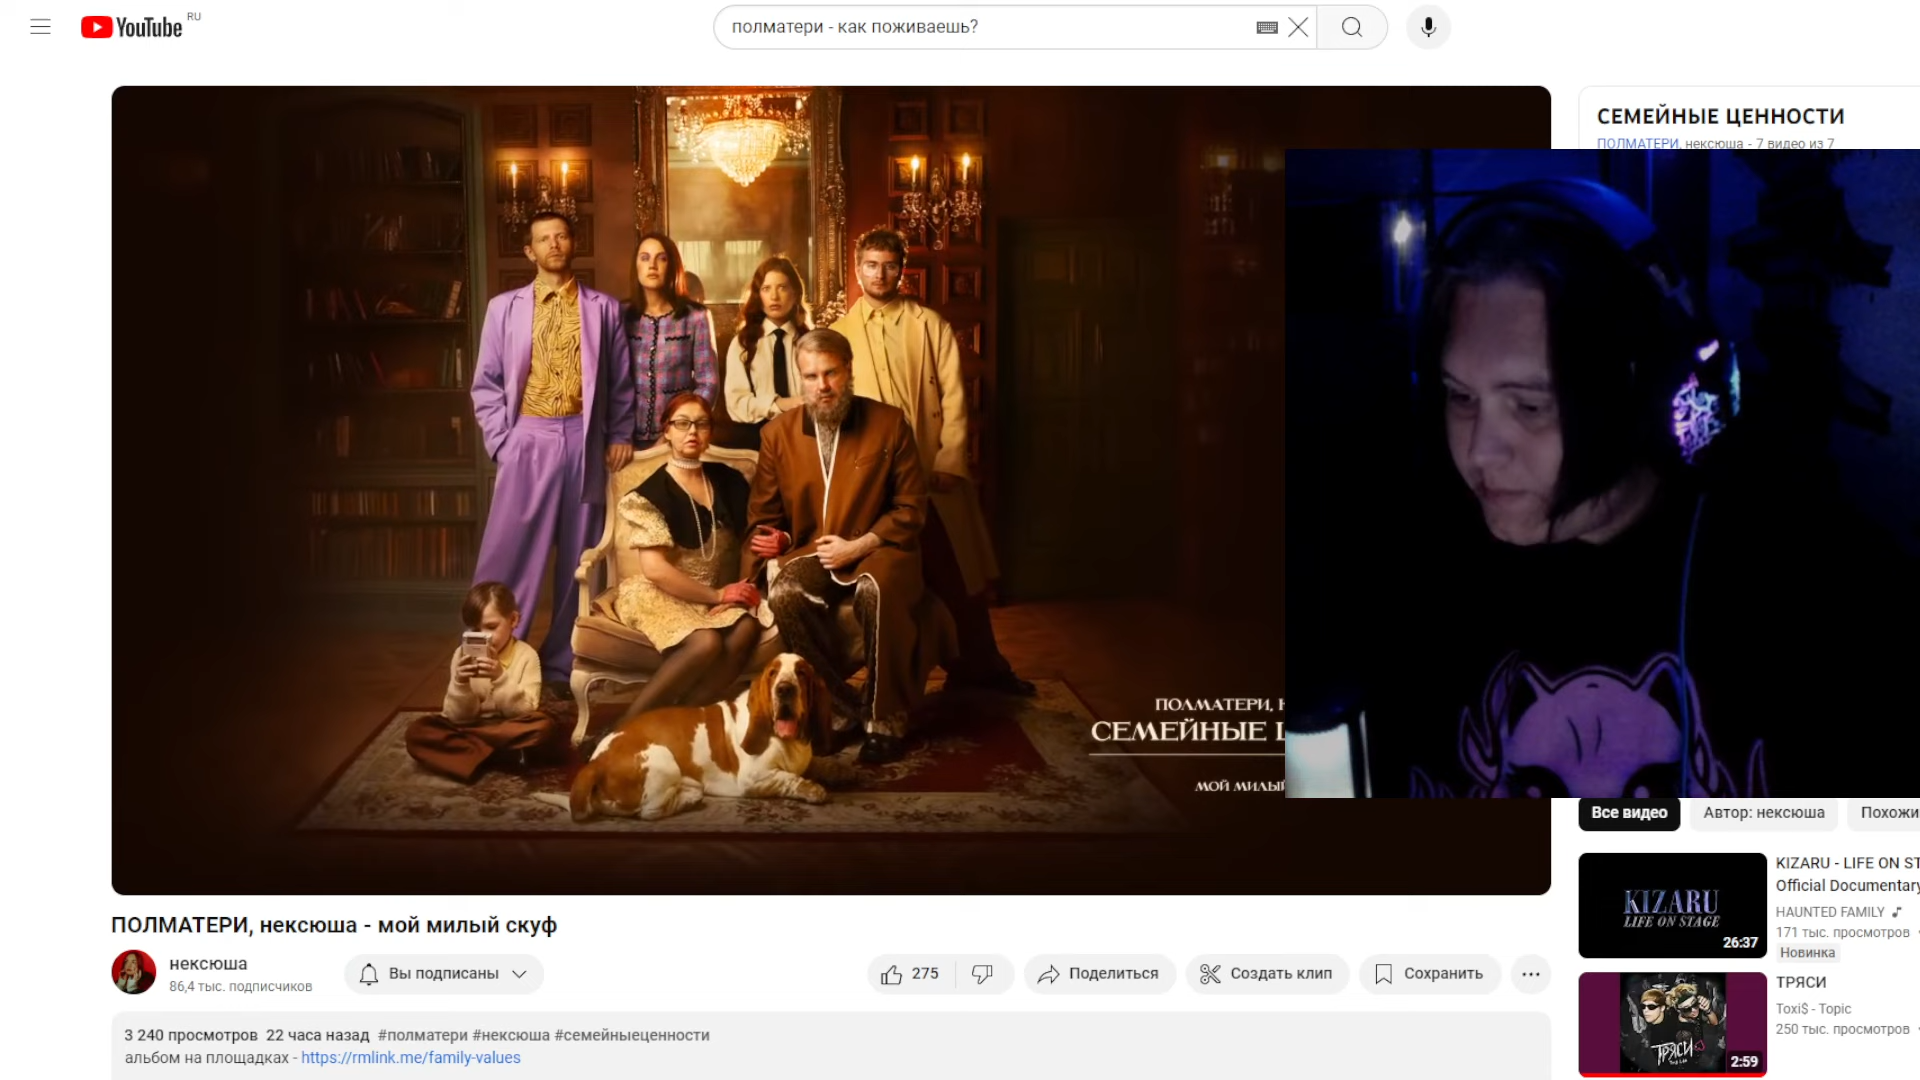 YouTube RU
полматери - как поживаешь?
СЕМЕЙНЫЕ ЦЕННОСТИ
ПОЛМАТЕРИ, нексюша - 7 видео из 7
ПОЛМАТЕРИ,
СЕМЕЙНЫЕ
МОЙ МИЛЫЙ
Все видео
Автор: нексюша
Похожи
KIZARU
LIFE ON STAGE
26:37
KIZARU - LIFE ON ST
Official Documentary
HAUNTED FAMILY
171 тыс. просмотров
Новинка
ПОЛМАТЕРИ, нексюша - мой милый скуф
нексюша
86,4 тыс. подписчиков
Вы подписаны
275
Поделиться
Создать клип
Сохранить
ТРЯСИ
2:59
ТРЯСИ
Toxi$ - Topic
250 тыс. просмотров
3 240 просмотров 22 часа назад #полматери #нексюша #семейныеценности
альбом на площадках - https://rmlink.me/family-values